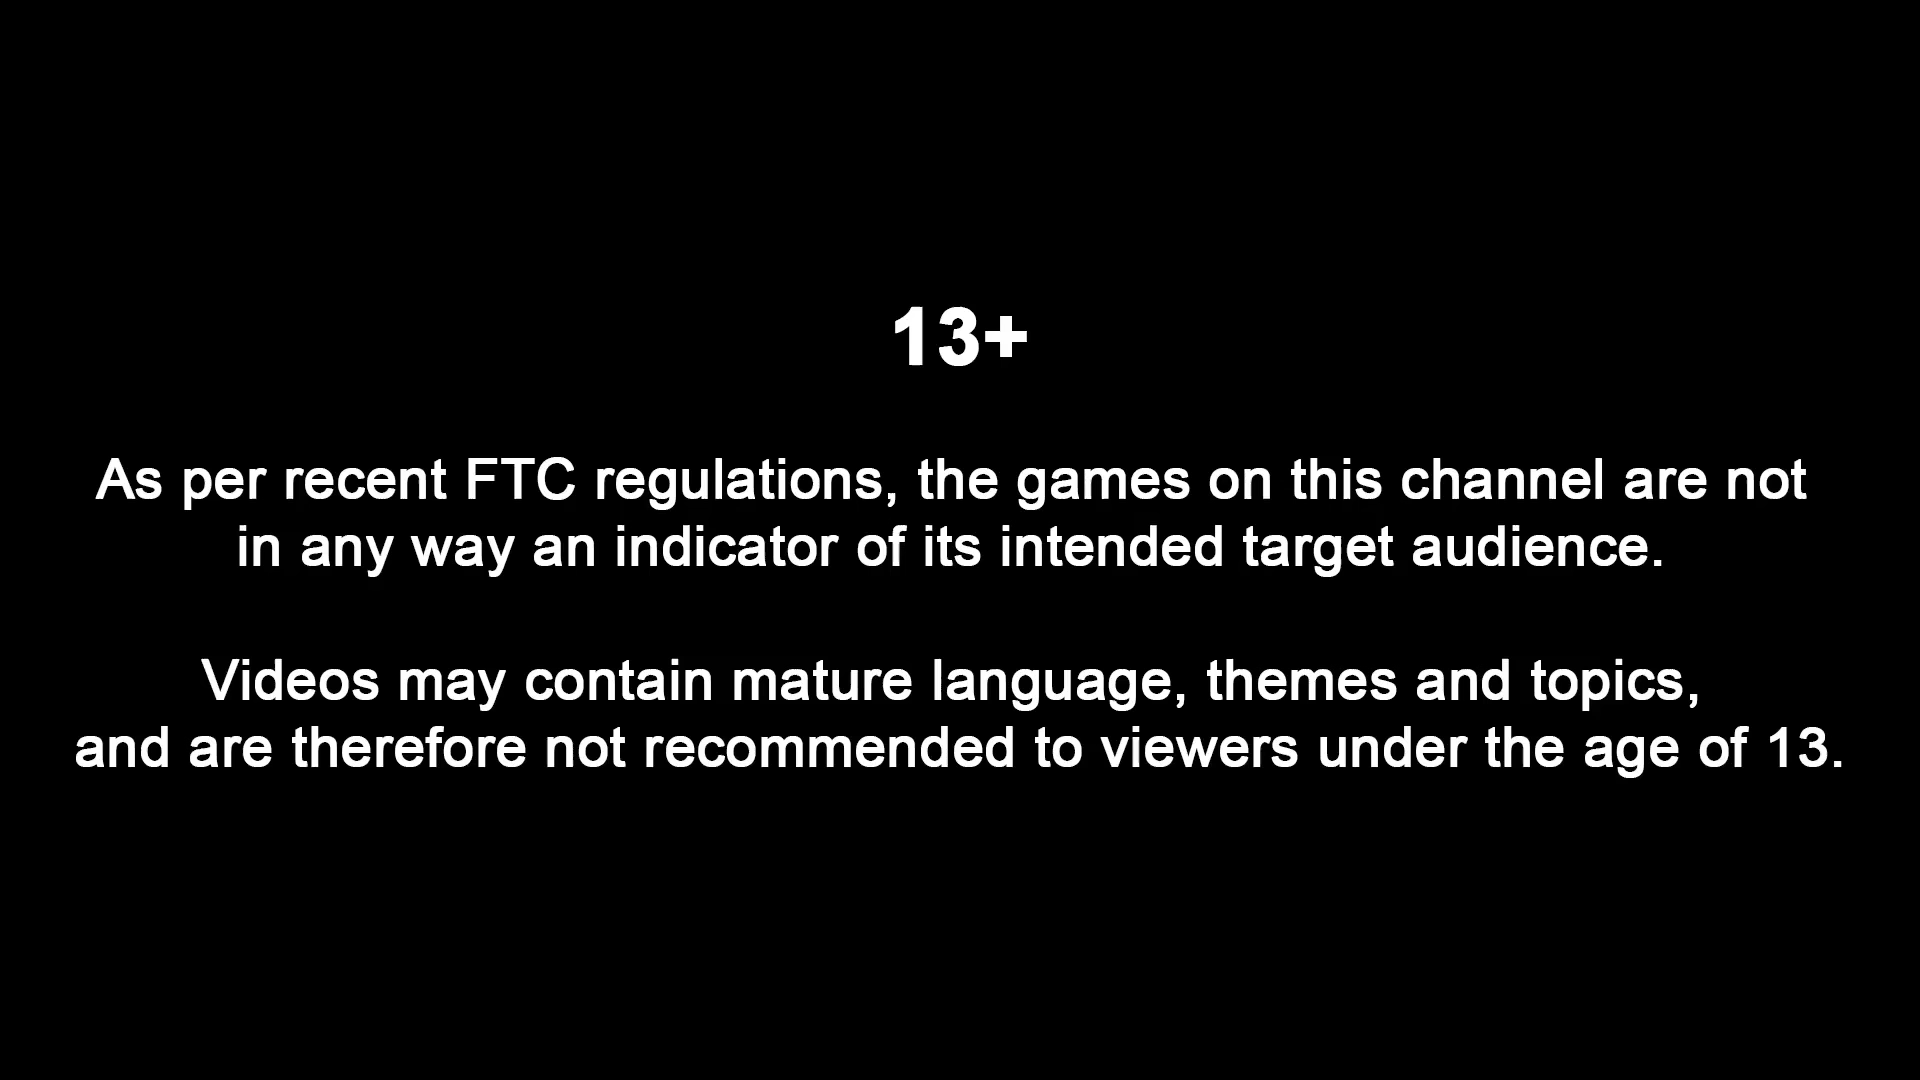 13+
As per recent FTC regulations, the games on this channel are not
in any way an indicator of its intended target audience.
Videos may contain mature language, themes and topics,
and are therefore not recommended to viewers under the age of 13.